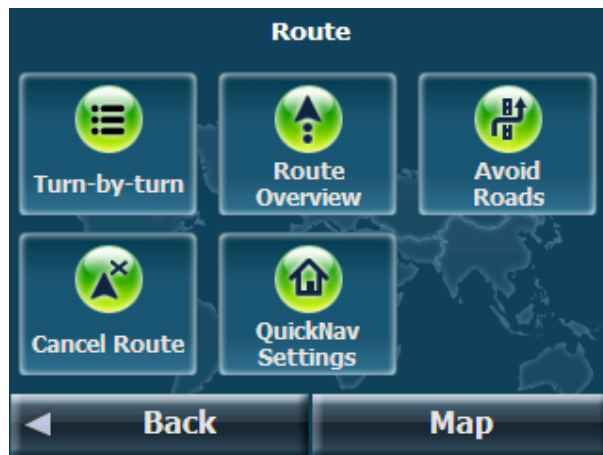 Route
Turn-by-turn
Route
Overview
Avoid
Roads
Cancel Route
QuickNav
Settings
Back
Map